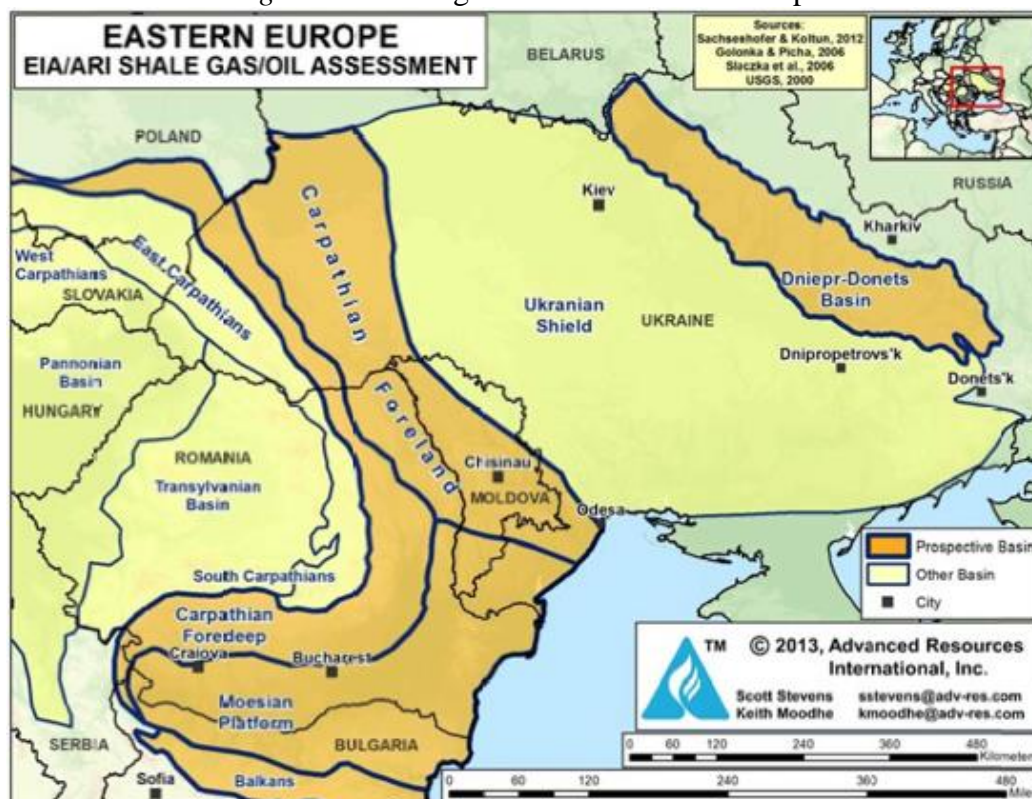 EASTERN EUROPE
EIA/ARI SHALE GAS/OIL ASSESSMENT
Sources:
Sachseehofer & Koltun, 2012
Golonka & Picha, 2006
Slaczka et al., 2006
USGS, 2000
BELARUS
POLAND
RUSSIA
Kiev
Kharkiv
Carpathian
Foreland
West
Carpathians
East Carpathians
SLOVAKIA
Dniepr-Donets
Basin
Ukranian
Shield
UKRAINE
Pannonian
Basin
HUNGARY
Dnipropetrovs'k
Donets'k
ROMANIA
Transylvanian
Basin
Chisinau
MOLDOVA
Odesa
South Carpathians
Carpathian
Foredeep
Craiova
Bucharest
Moesian
Platform
SERBIA
BULGARIA
Sofia
Balkans
Prospective Basin
Other Basin
City
TM
© 2013, Advanced Resources
International, Inc.
Scott Stevens sstevens@adv-res.com
Keith Moodhe kmoodhe@adv-res.com
0 30 60 120 240 360 480
Kilometers
0 60 120 240 360 480
Miles